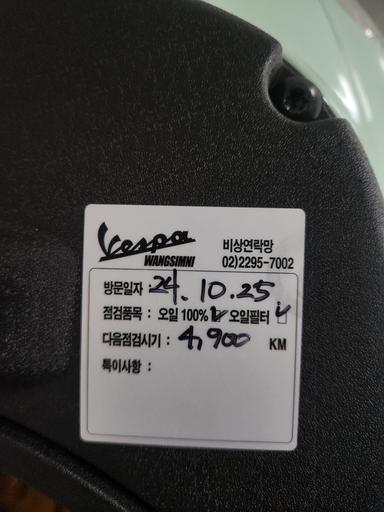 Vespa 비상연락망
WANGSIMNI 02)2295-7002
방문일자 : 24. 10. 25
점검품목 : 오일 100% ☑ 오일필터 ☑
다음점검시기 : 4,900 KM
특이사항 :